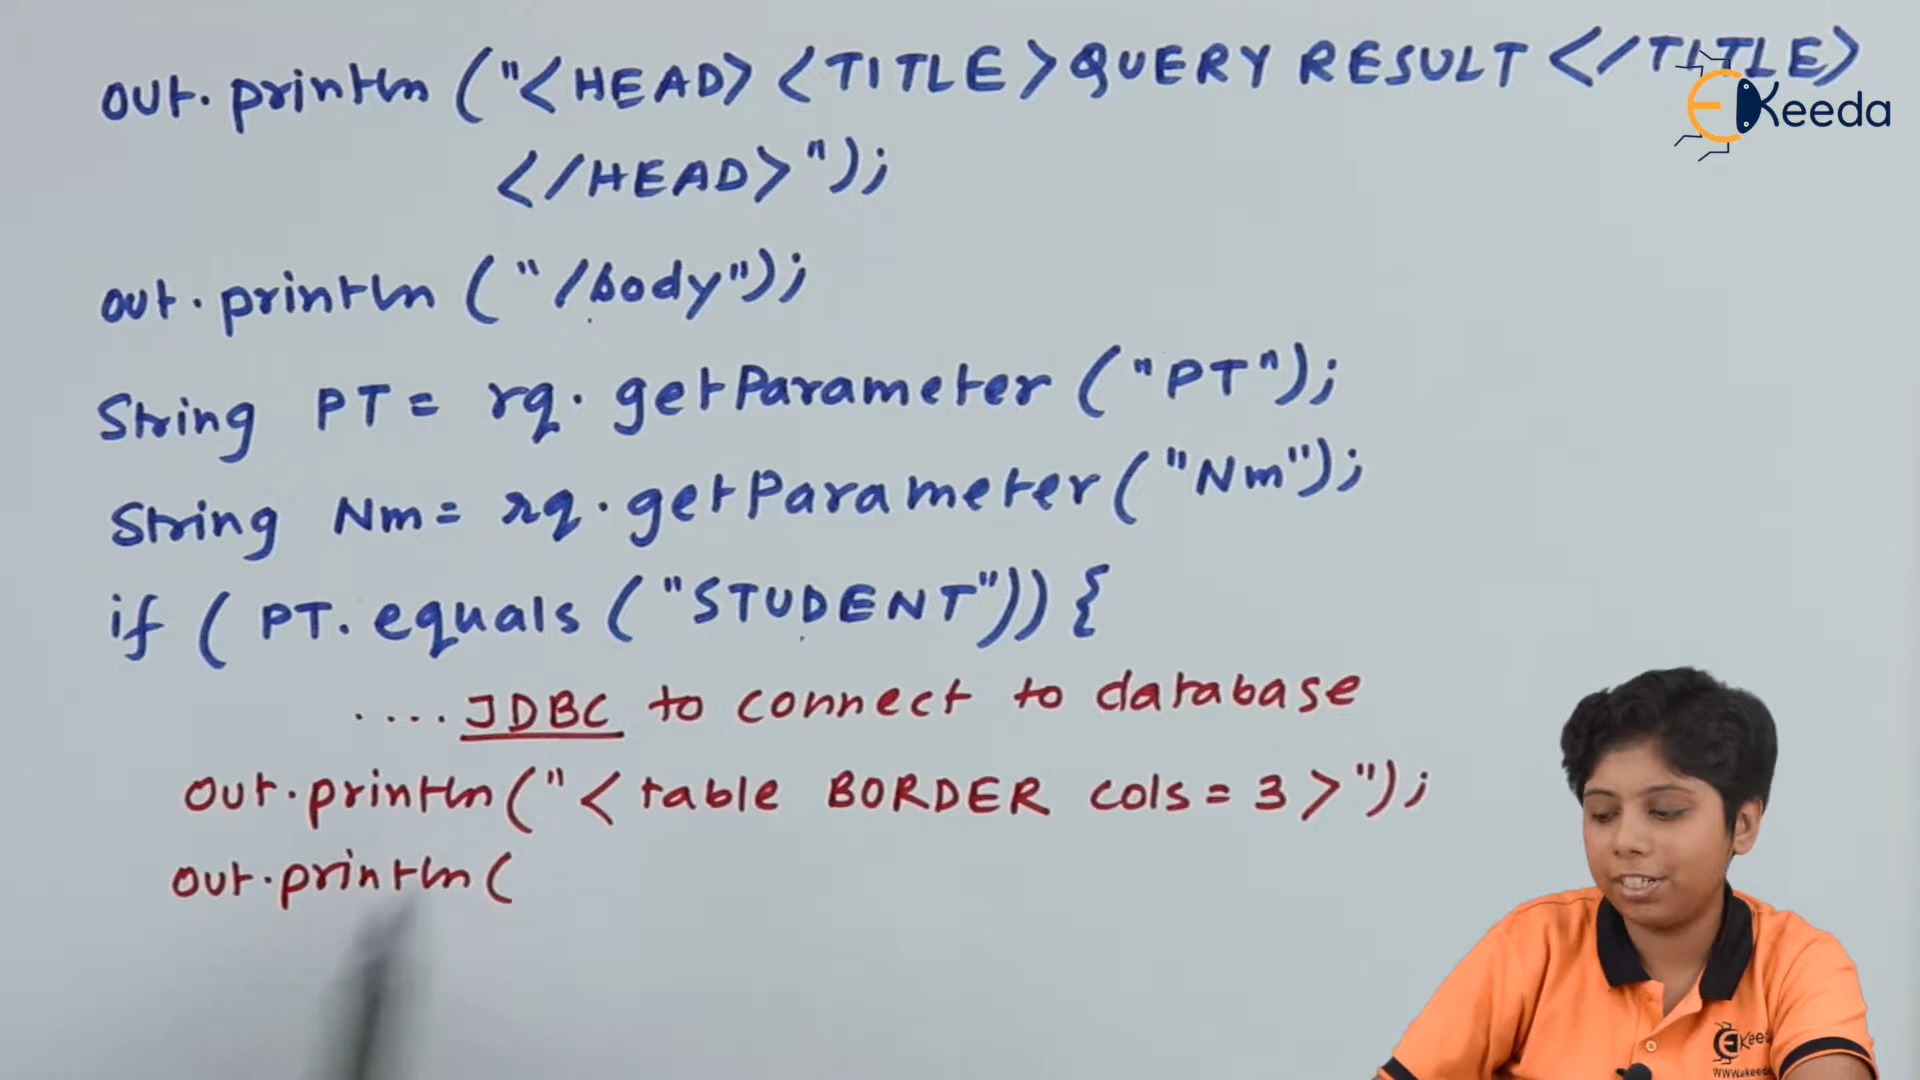 out.println ("<HEAD> <TITLE>QUERY RESULT </TITLE>
</HEAD>");
EKeeda
out.println ("/body");
String PT= rq.getParameter ("PT");
String Nm= rq.getParameter ("Nm");
if ( PT.equals ("STUDENT")) {
....JDBC to connect to database
out.println("< table BORDER cols=3 >");
out.println(